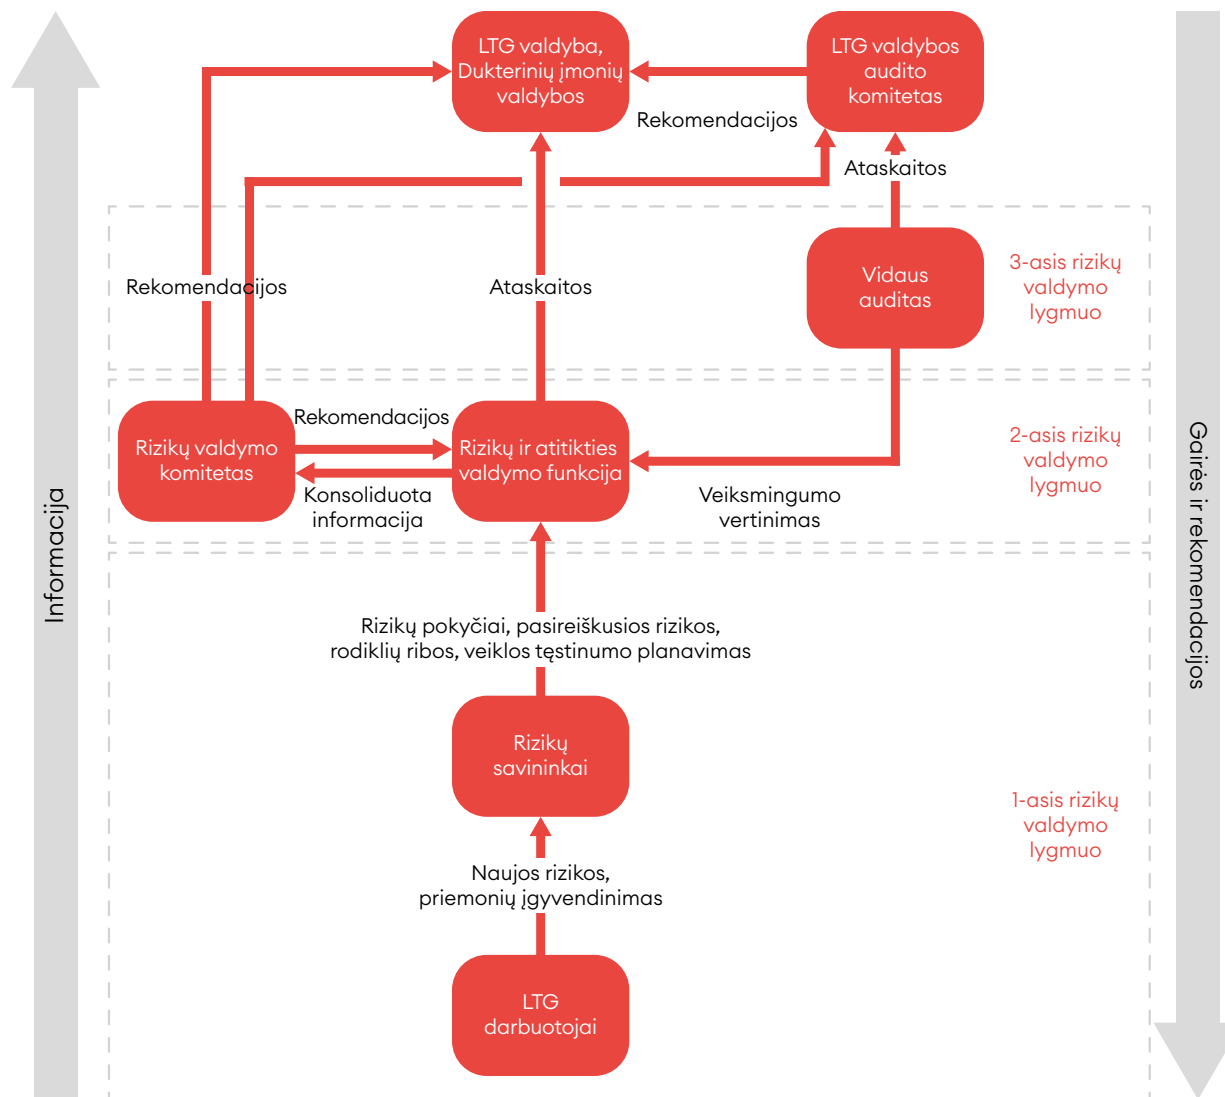 LTG valdyba,
Dukterinių įmonių
valdybos
LTG valdybos
audito
komitetas
Rekomendacijos
Ataskaitos
Vidaus
auditas
3-asis rizikų
valdymo
lygmuo
Rekomendacijos
Ataskaitos
Rizikų valdymo
komitetas
Rekomendacijos
Konsoliduota
informacija
Rizikų ir atitikties
valdymo funkcija
Veiksmingumo
vertinimas
2-asis rizikų
valdymo
lygmuo
Informacija
Gairės ir rekomendacijos
Rizikų pokyčiai, pasireiškusios rizikos,
rodiklių ribos, veiklos tęstinumo planavimas
Rizikų
savininkai
1-asis rizikų
valdymo
lygmuo
Naujos rizikos,
priemonių įgyvendinimas
LTG
darbuotojai